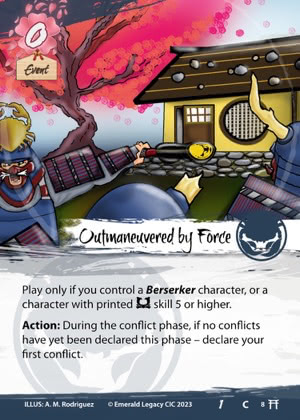 0
Event
Outmaneuvered by Force
Play only if you control a Berserker character, or a
character with printed skill 5 or higher.
Action: During the conflict phase, if no conflicts
have yet been declared this phase – declare your
first conflict.
ILLUS: A. M. Rodriguez © Emerald Legacy CIC 2023 1 C 8